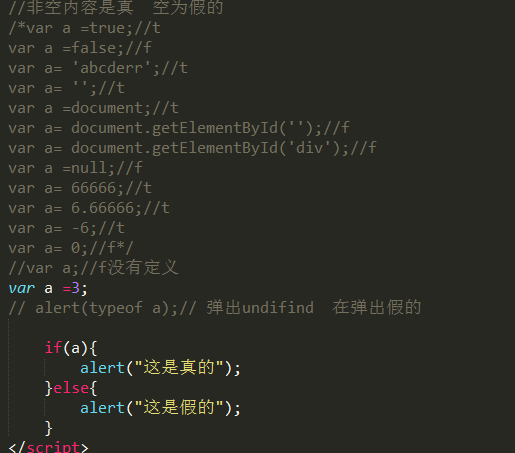 //非空内容是真  空为假的
/*var a =true;//t
var a =false;//f
var a= 'abcderr';//t
var a= '';//t
var a =document;//t
var a= document.getElementById('');//f
var a= document.getElementById('div');//f
var a =null;//f
var a= 66666;//t
var a= 6.66666;//t
var a= -6;//t
var a= 0;//f*/
//var a;//f没有定义
var a =3;
// alert(typeof a);// 弹出undifind  在弹出假的
if(a){
alert("这是真的");
}else{
alert("这是假的");
}
</script>